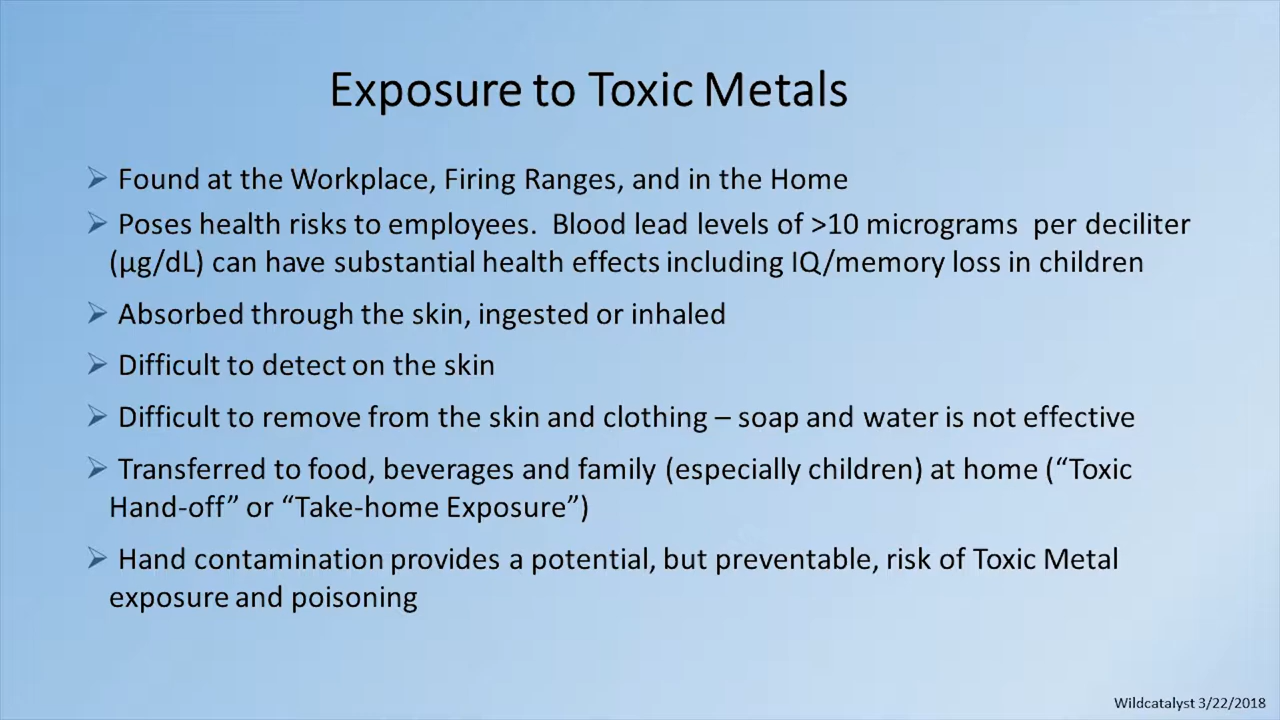 Exposure to Toxic Metals
➢ Found at the Workplace, Firing Ranges, and in the Home
➢ Poses health risks to employees.  Blood lead levels of >10 micrograms  per deciliter
(µg/dL) can have substantial health effects including IQ/memory loss in children
➢ Absorbed through the skin, ingested or inhaled
➢ Difficult to detect on the skin
➢ Difficult to remove from the skin and clothing – soap and water is not effective
➢ Transferred to food, beverages and family (especially children) at home (“Toxic
Hand-off” or “Take-home Exposure”)
➢ Hand contamination provides a potential, but preventable, risk of Toxic Metal
exposure and poisoning
Wildcatalyst 3/22/2018